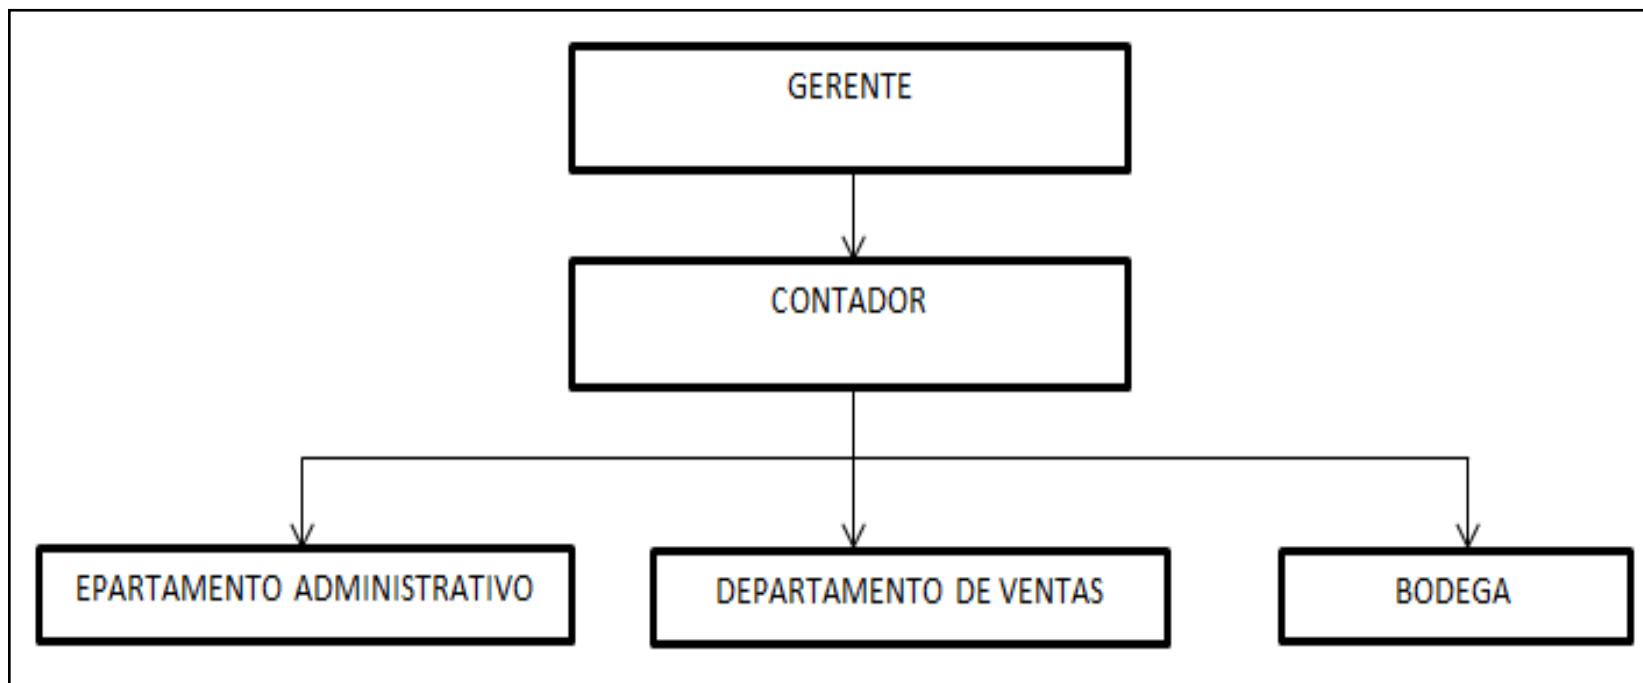 GERENTE
CONTADOR
EPARTAMENTO ADMINISTRATIVO
DEPARTAMENTO DE VENTAS
BODEGA